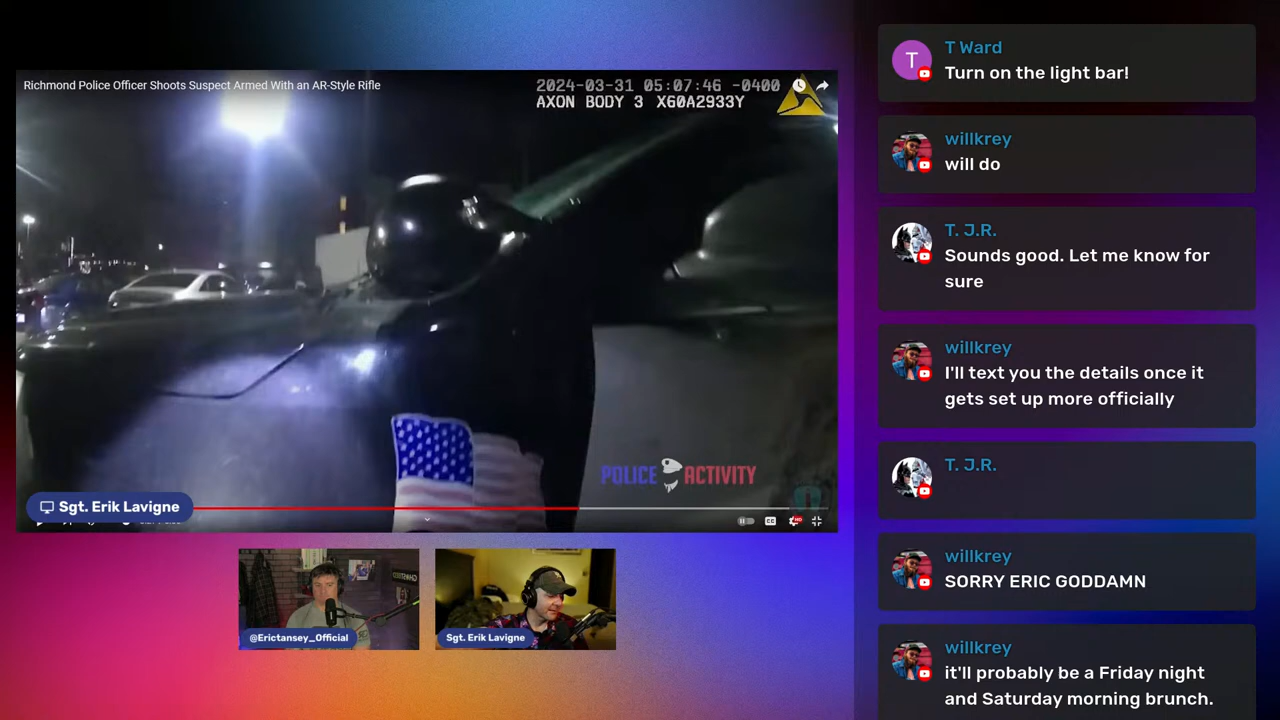 Richmond Police Officer Shoots Suspect Armed With an AR-Style Rifle
2024-03-31 05:07:46 -0400
AXON BODY 3 X60A2933Y
POLICE ACTIVITY
Sgt. Erik Lavigne
@Erictansey_Official
Sgt. Erik Lavigne
T
T Ward
Turn on the light bar!
willkrey
will do
T. J.R.
Sounds good. Let me know for
sure
willkrey
I'll text you the details once it
gets set up more officially
T. J.R.
willkrey
SORRY ERIC GODDAMN
willkrey
it'll probably be a Friday night
and Saturday morning brunch.